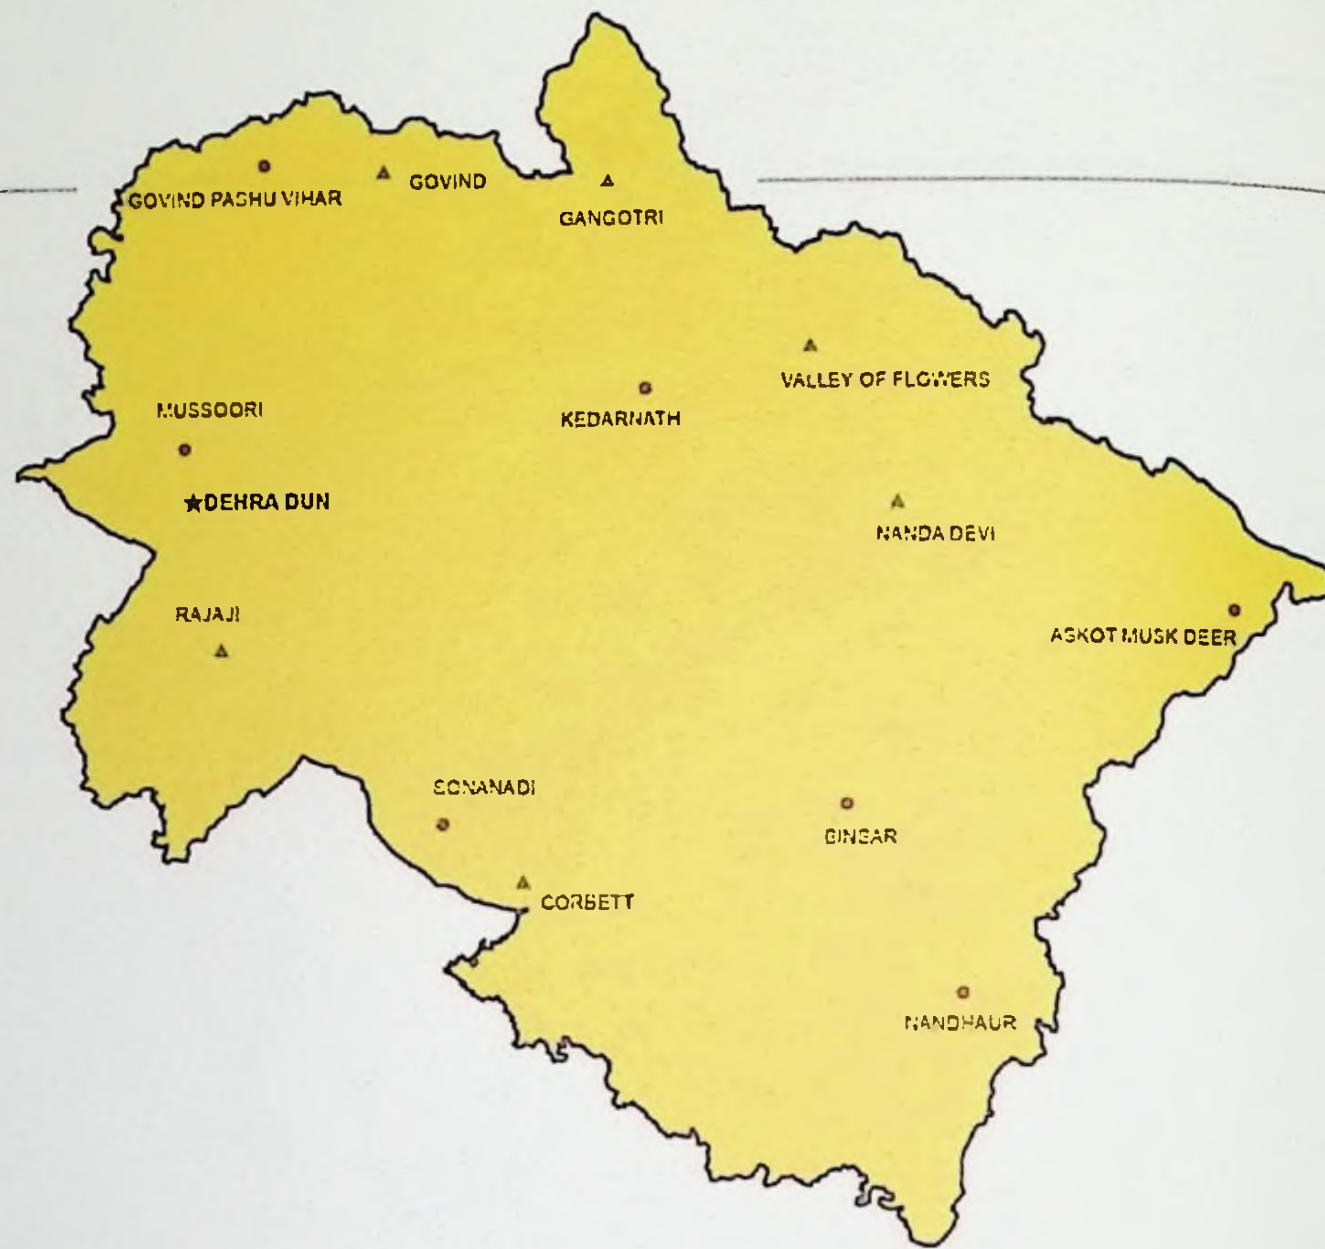 GOVIND PASHU VIHAR
GOVIND
GANGOTRI
VALLEY OF FLOWERS
MUSSOORI
KEDARNATH
DEHRA DUN
NANDA DEVI
RAJAJI
ASKOT MUSK DEER
SONANADI
BINSAR
CORBETT
NANDHAUR